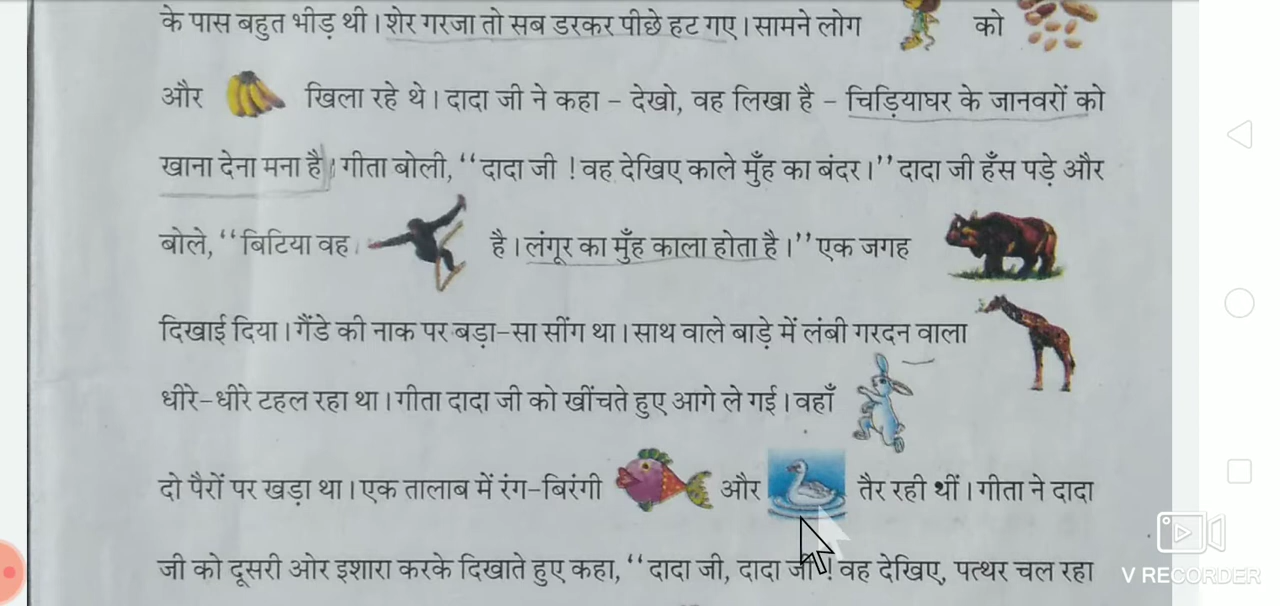 के पास बहुत भीड़ थी। शेर गरजा तो सब डरकर पीछे हट गए। सामने लोग को
और खिला रहे थे। दादा जी ने कहा – देखो, वह लिखा है – चिड़ियाघर के जानवरों को
खाना देना मना है। गीता बोली, ‘‘दादा जी ! वह देखिए काले मुँह का बंदर।’’ दादा जी हँस पड़े और
बोले, ‘‘बिटिया वह है। लंगूर का मुँह काला होता है।’’ एक जगह
दिखाई दिया। गैंडे की नाक पर बड़ा-सा सींग था। साथ वाले बाड़े में लंबी गरदन वाला
धीरे-धीरे टहल रहा था। गीता दादा जी को खींचते हुए आगे ले गई। वहाँ
दो पैरों पर खड़ा था। एक तालाब में रंग-बिरंगी और तैर रही थीं। गीता ने दादा
जी को दूसरी ओर इशारा करके दिखाते हुए कहा, ‘‘दादा जी, दादा जी ! वह देखिए, पत्थर चल रहा
V RECORDER